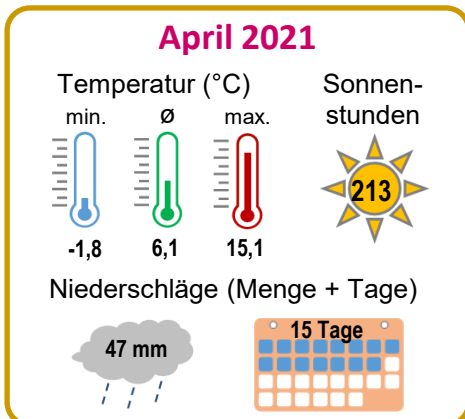 April 2021
Temperatur (°C)
Sonnen-
stunden
min. Ø max.
213
-1,8 6,1 15,1
Niederschläge (Menge + Tage)
47 mm
15 Tage